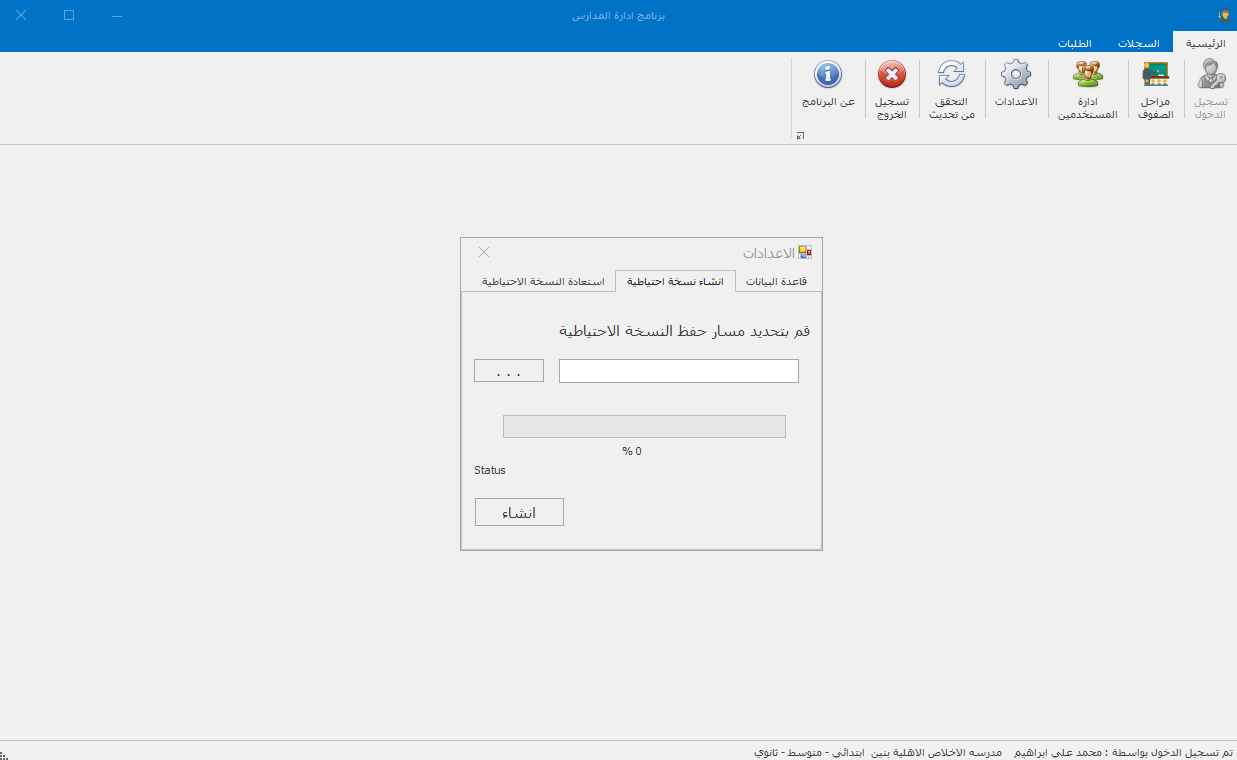 برنامج ادارة المدارس
الرئيسية
السجلات
الطلبات
تسجيل
الدخول
مراحل
الصفوف
ادارة
المستخدمين
الاعدادات
التحقق
من تحديث
تسجيل
الخروج
عن البرنامج
الاعدادات
قاعدة البيانات
انشاء نسخة احتياطية
استعادة النسخة الاحتياطية
قم بتحديد مسار حفظ النسخة الاحتياطية
. . .
% 0
Status
انشاء
تم تسجيل الدخول بواسطة : محمد علي ابراهيم مدرسه الاخلاص الاهلية بنين ابتدائي - متوسط - ثانوي